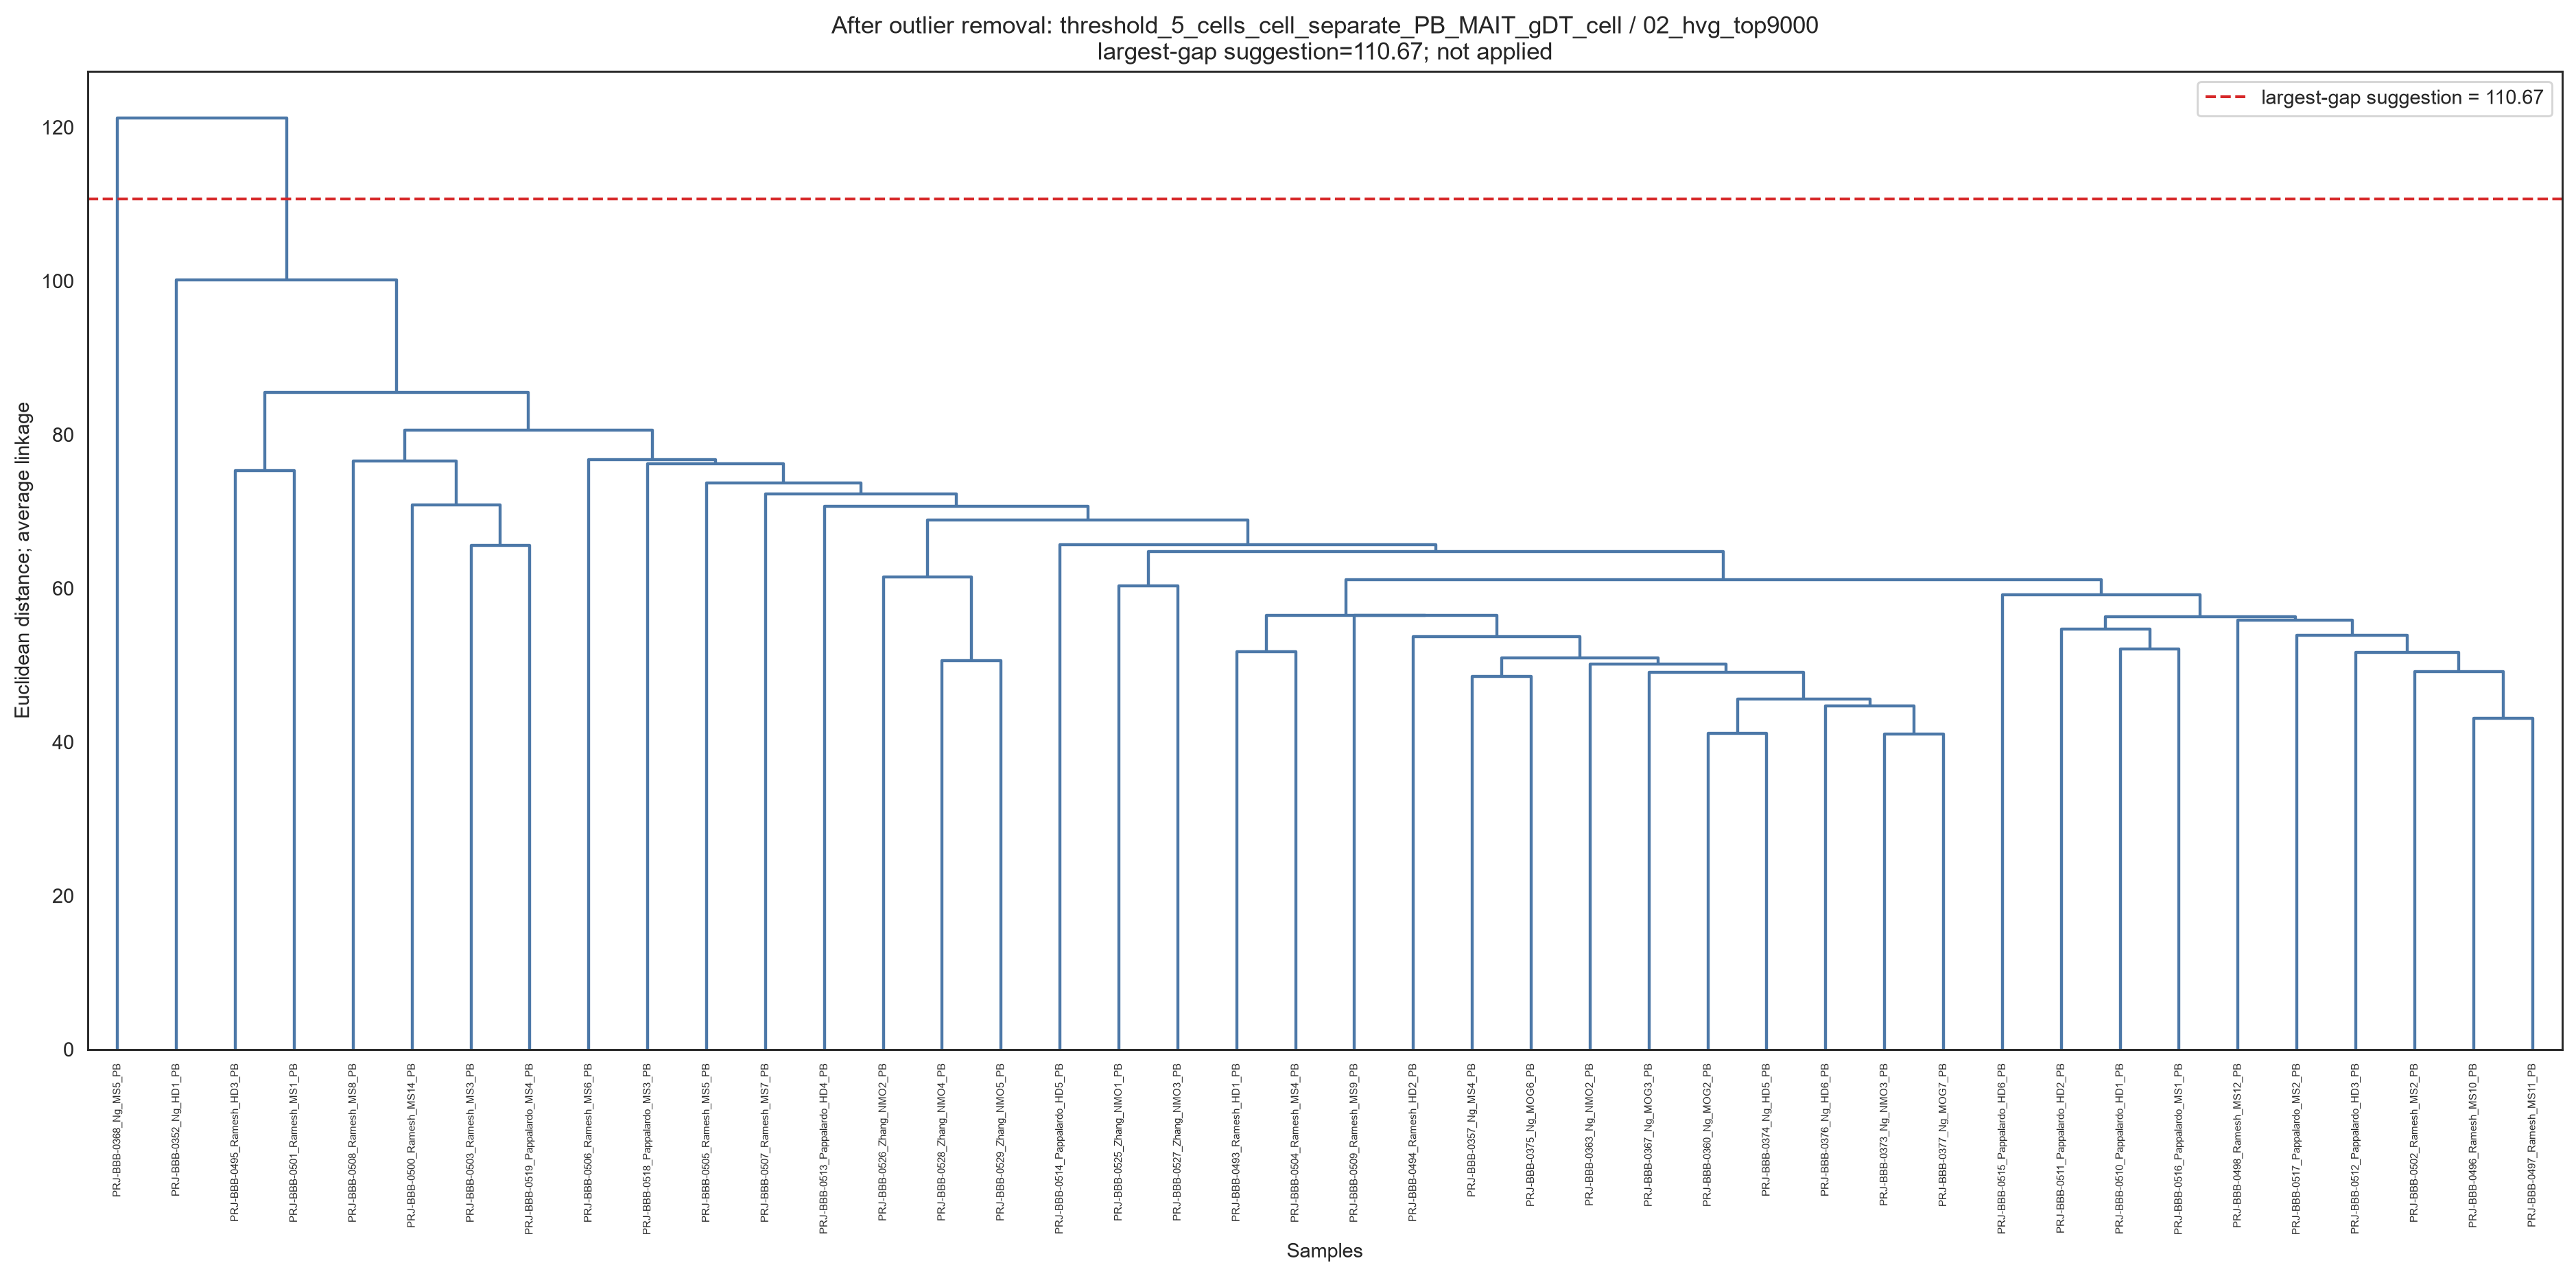 After outlier removal: threshold_5_cells_cell_separate_PB_MAIT_gDT_cell / 02_hvg_top9000
largest-gap suggestion=110.67; not applied
largest-gap suggestion = 110.67
120
100
80
60
40
20
0
Euclidean distance; average linkage
PRJ-BBB-0368_Ng_MS5_PB
PRJ-BBB-0352_Ng_HD1_PB
PRJ-BBB-0495_Ramesh_HD3_PB
PRJ-BBB-0501_Ramesh_MS1_PB
PRJ-BBB-0508_Ramesh_MS8_PB
PRJ-BBB-0500_Ramesh_MS14_PB
PRJ-BBB-0503_Ramesh_MS3_PB
PRJ-BBB-0519_Pappalardo_MS4_PB
PRJ-BBB-0506_Ramesh_MS6_PB
PRJ-BBB-0518_Pappalardo_MS3_PB
PRJ-BBB-0505_Ramesh_MS5_PB
PRJ-BBB-0507_Ramesh_MS7_PB
PRJ-BBB-0513_Pappalardo_HD4_PB
PRJ-BBB-0526_Zhang_NMO2_PB
PRJ-BBB-0528_Zhang_NMO4_PB
PRJ-BBB-0529_Zhang_NMO5_PB
PRJ-BBB-0514_Pappalardo_HD5_PB
PRJ-BBB-0525_Zhang_NMO1_PB
PRJ-BBB-0527_Zhang_NMO3_PB
PRJ-BBB-0493_Ramesh_HD1_PB
PRJ-BBB-0504_Ramesh_MS4_PB
PRJ-BBB-0509_Ramesh_MS9_PB
PRJ-BBB-0494_Ramesh_HD2_PB
PRJ-BBB-0357_Ng_MS4_PB
PRJ-BBB-0375_Ng_MOG6_PB
PRJ-BBB-0363_Ng_NMO2_PB
PRJ-BBB-0367_Ng_MOG3_PB
PRJ-BBB-0360_Ng_MOG2_PB
PRJ-BBB-0374_Ng_HD5_PB
PRJ-BBB-0376_Ng_HD6_PB
PRJ-BBB-0373_Ng_NMO3_PB
PRJ-BBB-0377_Ng_MOG7_PB
PRJ-BBB-0515_Pappalardo_HD6_PB
PRJ-BBB-0511_Pappalardo_HD2_PB
PRJ-BBB-0510_Pappalardo_HD1_PB
PRJ-BBB-0516_Pappalardo_MS1_PB
PRJ-BBB-0498_Ramesh_MS12_PB
PRJ-BBB-0517_Pappalardo_MS2_PB
PRJ-BBB-0512_Pappalardo_HD3_PB
PRJ-BBB-0502_Ramesh_MS2_PB
PRJ-BBB-0496_Ramesh_MS10_PB
PRJ-BBB-0497_Ramesh_MS11_PB
Samples